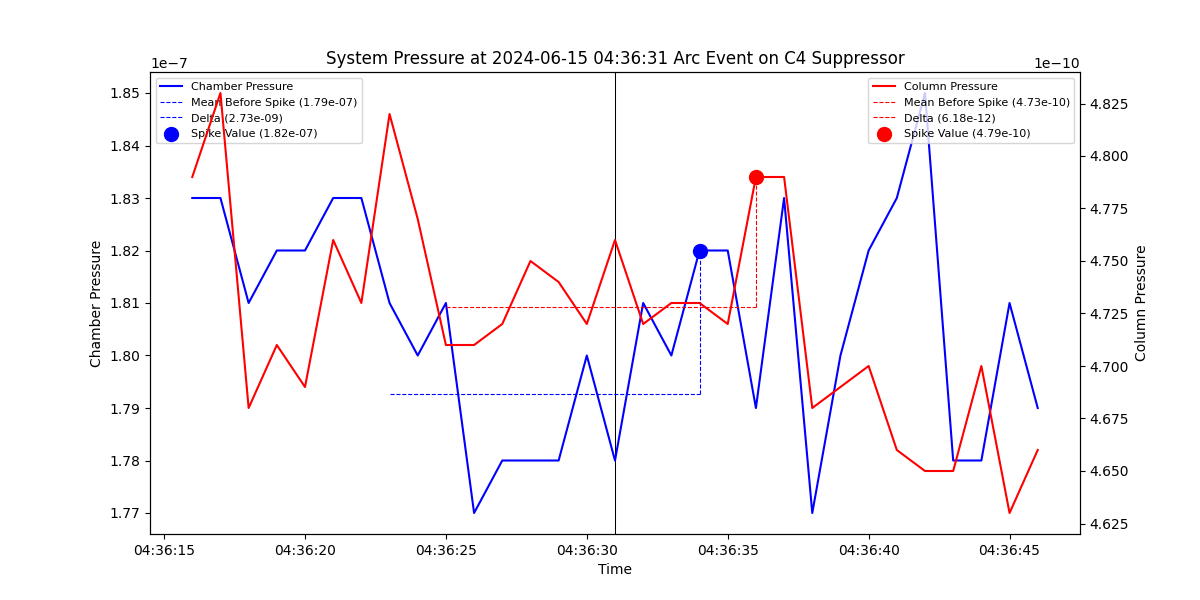 System Pressure at 2024-06-15 04:36:31 Arc Event on C4 Suppressor
1e−7
1e−10
Chamber Pressure
Mean Before Spike (1.79e-07)
Delta (2.73e-09)
Spike Value (1.82e-07)
Column Pressure
Mean Before Spike (4.73e-10)
Delta (6.18e-12)
Spike Value (4.79e-10)
1.85
1.84
1.83
1.82
1.81
1.80
1.79
1.78
1.77
Chamber Pressure
4.825
4.800
4.775
4.750
4.725
4.700
4.675
4.650
4.625
Column Pressure
04:36:15
04:36:20
04:36:25
04:36:30
04:36:35
04:36:40
04:36:45
Time